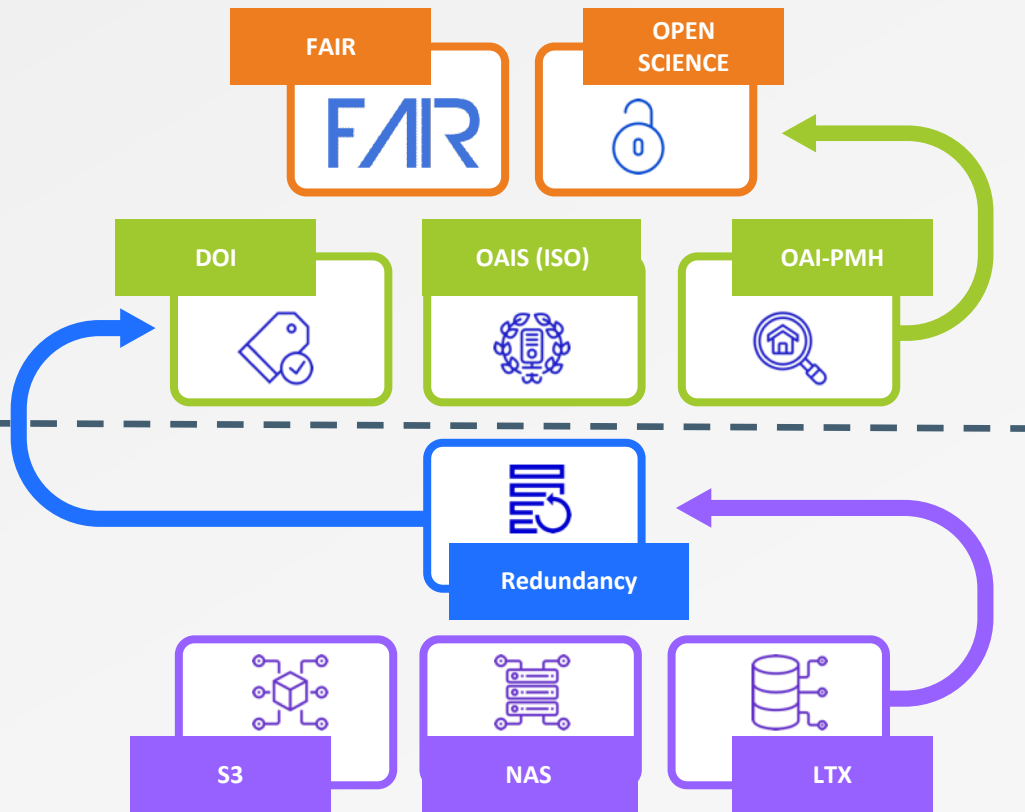 FAIR
OPEN
SCIENCE
FAIR
DOI
OAIS (ISO)
OAI-PMH
Redundancy
S3
NAS
LTX